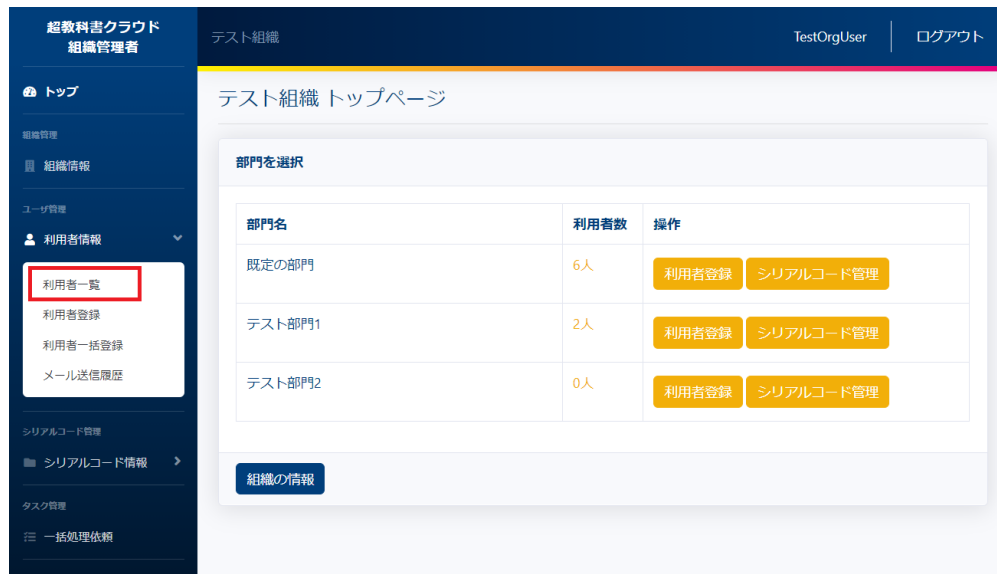 超教科書クラウド
組織管理者
テスト組織
TestOrgUser
ログアウト
トップ
組織管理
組織情報
ユーザ管理
利用者情報
利用者一覧
利用者登録
利用者一括登録
メール送信履歴
シリアルコード管理
シリアルコード情報
タスク管理
一括処理依頼
テスト組織 トップページ
部門を選択
部門名 利用者数 操作
既定の部門 6人 利用者登録 シリアルコード管理
テスト部門1 2人 利用者登録 シリアルコード管理
テスト部門2 0人 利用者登録 シリアルコード管理
組織の情報